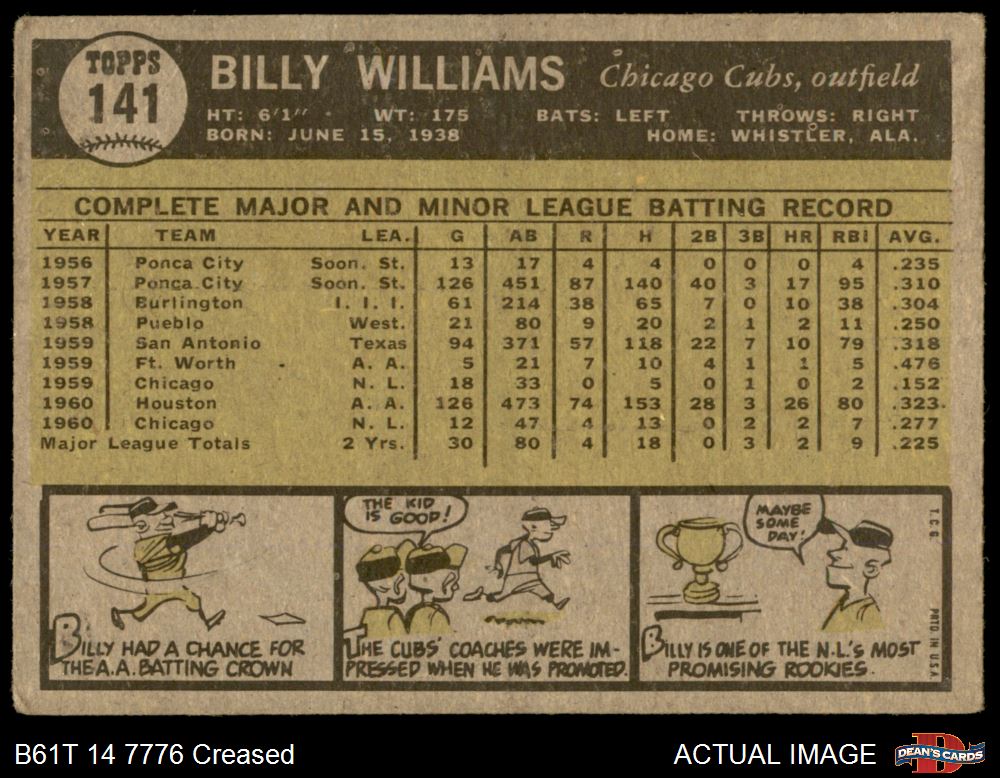 TOPPS
141
BILLY WILLIAMS Chicago Cubs, outfield
HT: 6'1" WT: 175 BATS: LEFT THROWS: RIGHT
BORN: JUNE 15, 1938 HOME: WHISTLER, ALA.
COMPLETE MAJOR AND MINOR LEAGUE BATTING RECORD
YEAR TEAM LEA. G AB R H 2B 3B HR RBI AVG.
1956 Ponca City Soon. St. 13 17 4 4 0 0 0 4 .235
1957 Ponca City Soon. St. 126 451 87 140 40 3 17 95 .310
1958 Burlington I. I. I. 61 214 38 65 7 0 10 38 .304
1958 Pueblo West. 21 80 9 20 2 1 2 11 .250
1959 San Antonio Texas 94 371 57 118 22 7 10 79 .318
1959 Ft. Worth A. A. 5 21 7 10 4 1 1 5 .476
1959 Chicago N. L. 18 33 0 5 0 1 0 2 .152
1960 Houston A. A. 126 473 74 153 28 3 26 80 .323
1960 Chicago N. L. 12 47 4 13 0 2 2 7 .277
Major League Totals 2 Yrs. 30 80 4 18 0 3 2 9 .225
BILLY HAD A CHANCE FOR
THE A.A. BATTING CROWN
THE KID
IS GOOD!
THE CUBS' COACHES WERE IM-
PRESSED WHEN HE WAS PROMOTED.
MAYBE
SOME
DAY!
BILLY IS ONE OF THE N.L.'S MOST
PROMISING ROOKIES.
T.C.G.
PRTD. IN U.S.A.
B61T 14 7776 Creased
ACTUAL IMAGE
DEAN'S CARDS